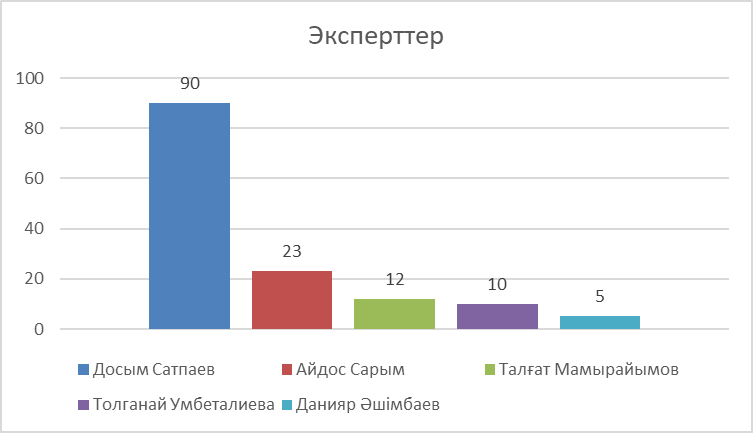 Эксперттер
100
80
60
40
20
0
90
23
12
10
5
Досым Сатпаев
Айдос Сарым
Талғат Мамырайымов
Толганай Умбеталиева
Данияр Әшімбаев